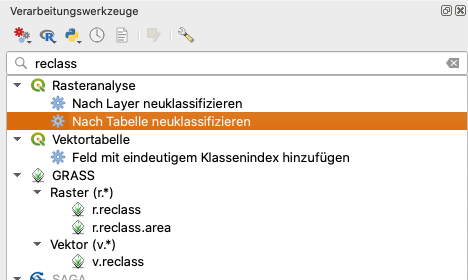 Verarbeitungswerkzeuge
reclass
Rasteranalyse
Nach Layer neuklassifizieren
Nach Tabelle neuklassifizieren
Vektortabelle
Feld mit eindeutigem Klassenindex hinzufügen
GRASS
Raster (r.*)
r.reclass
r.reclass.area
Vektor (v.*)
v.reclass
SAGA